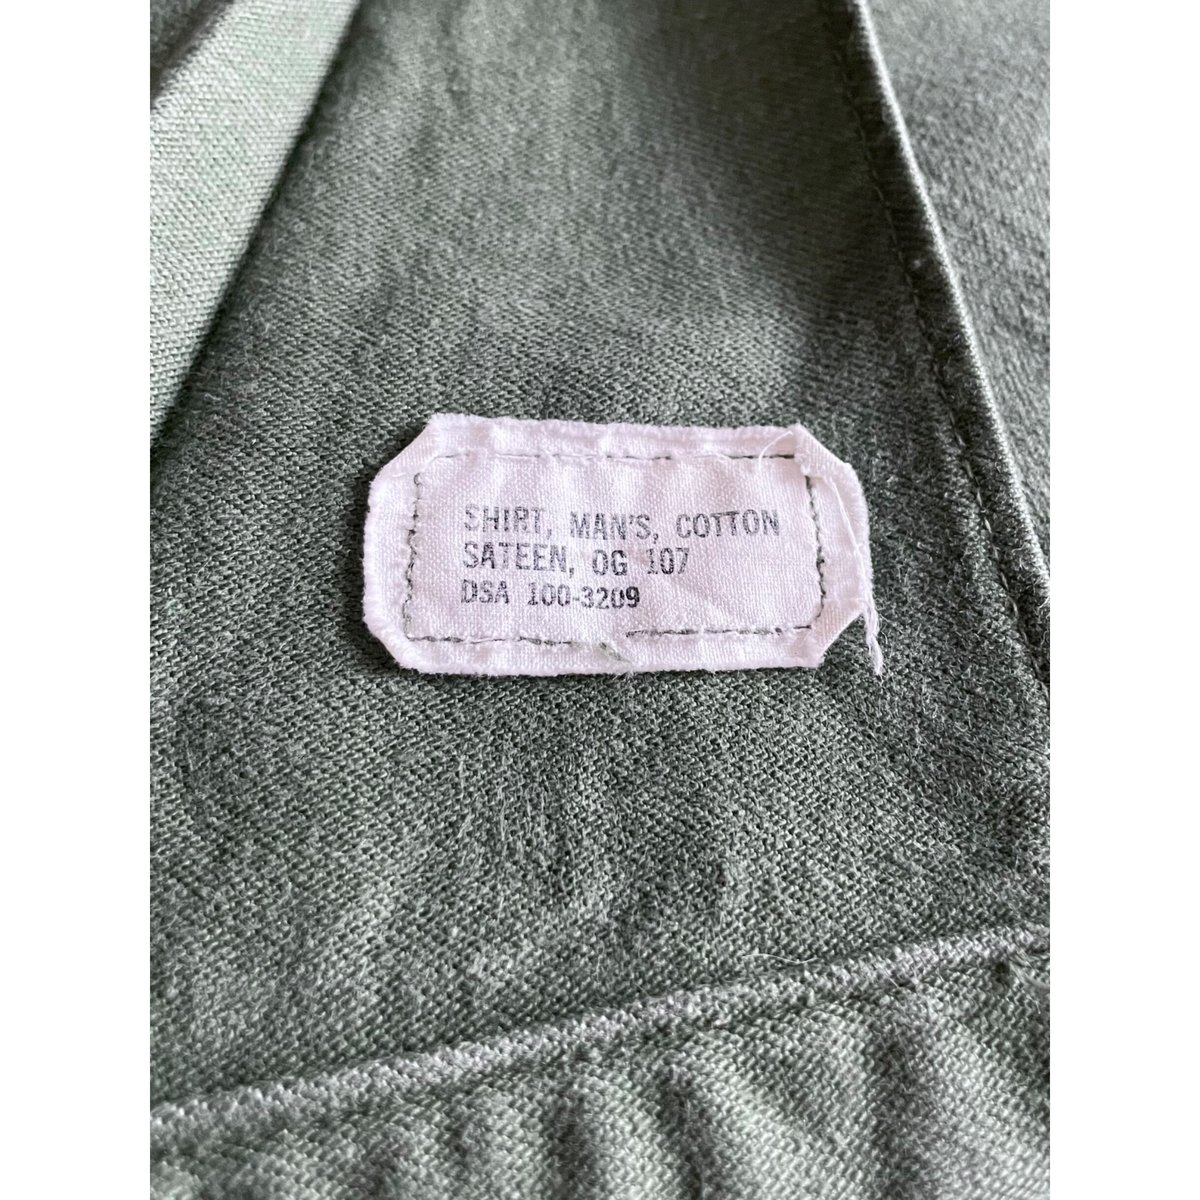 SHIRT, MAN'S, COTTON
SATEEN, OG 107
DSA 100-3209